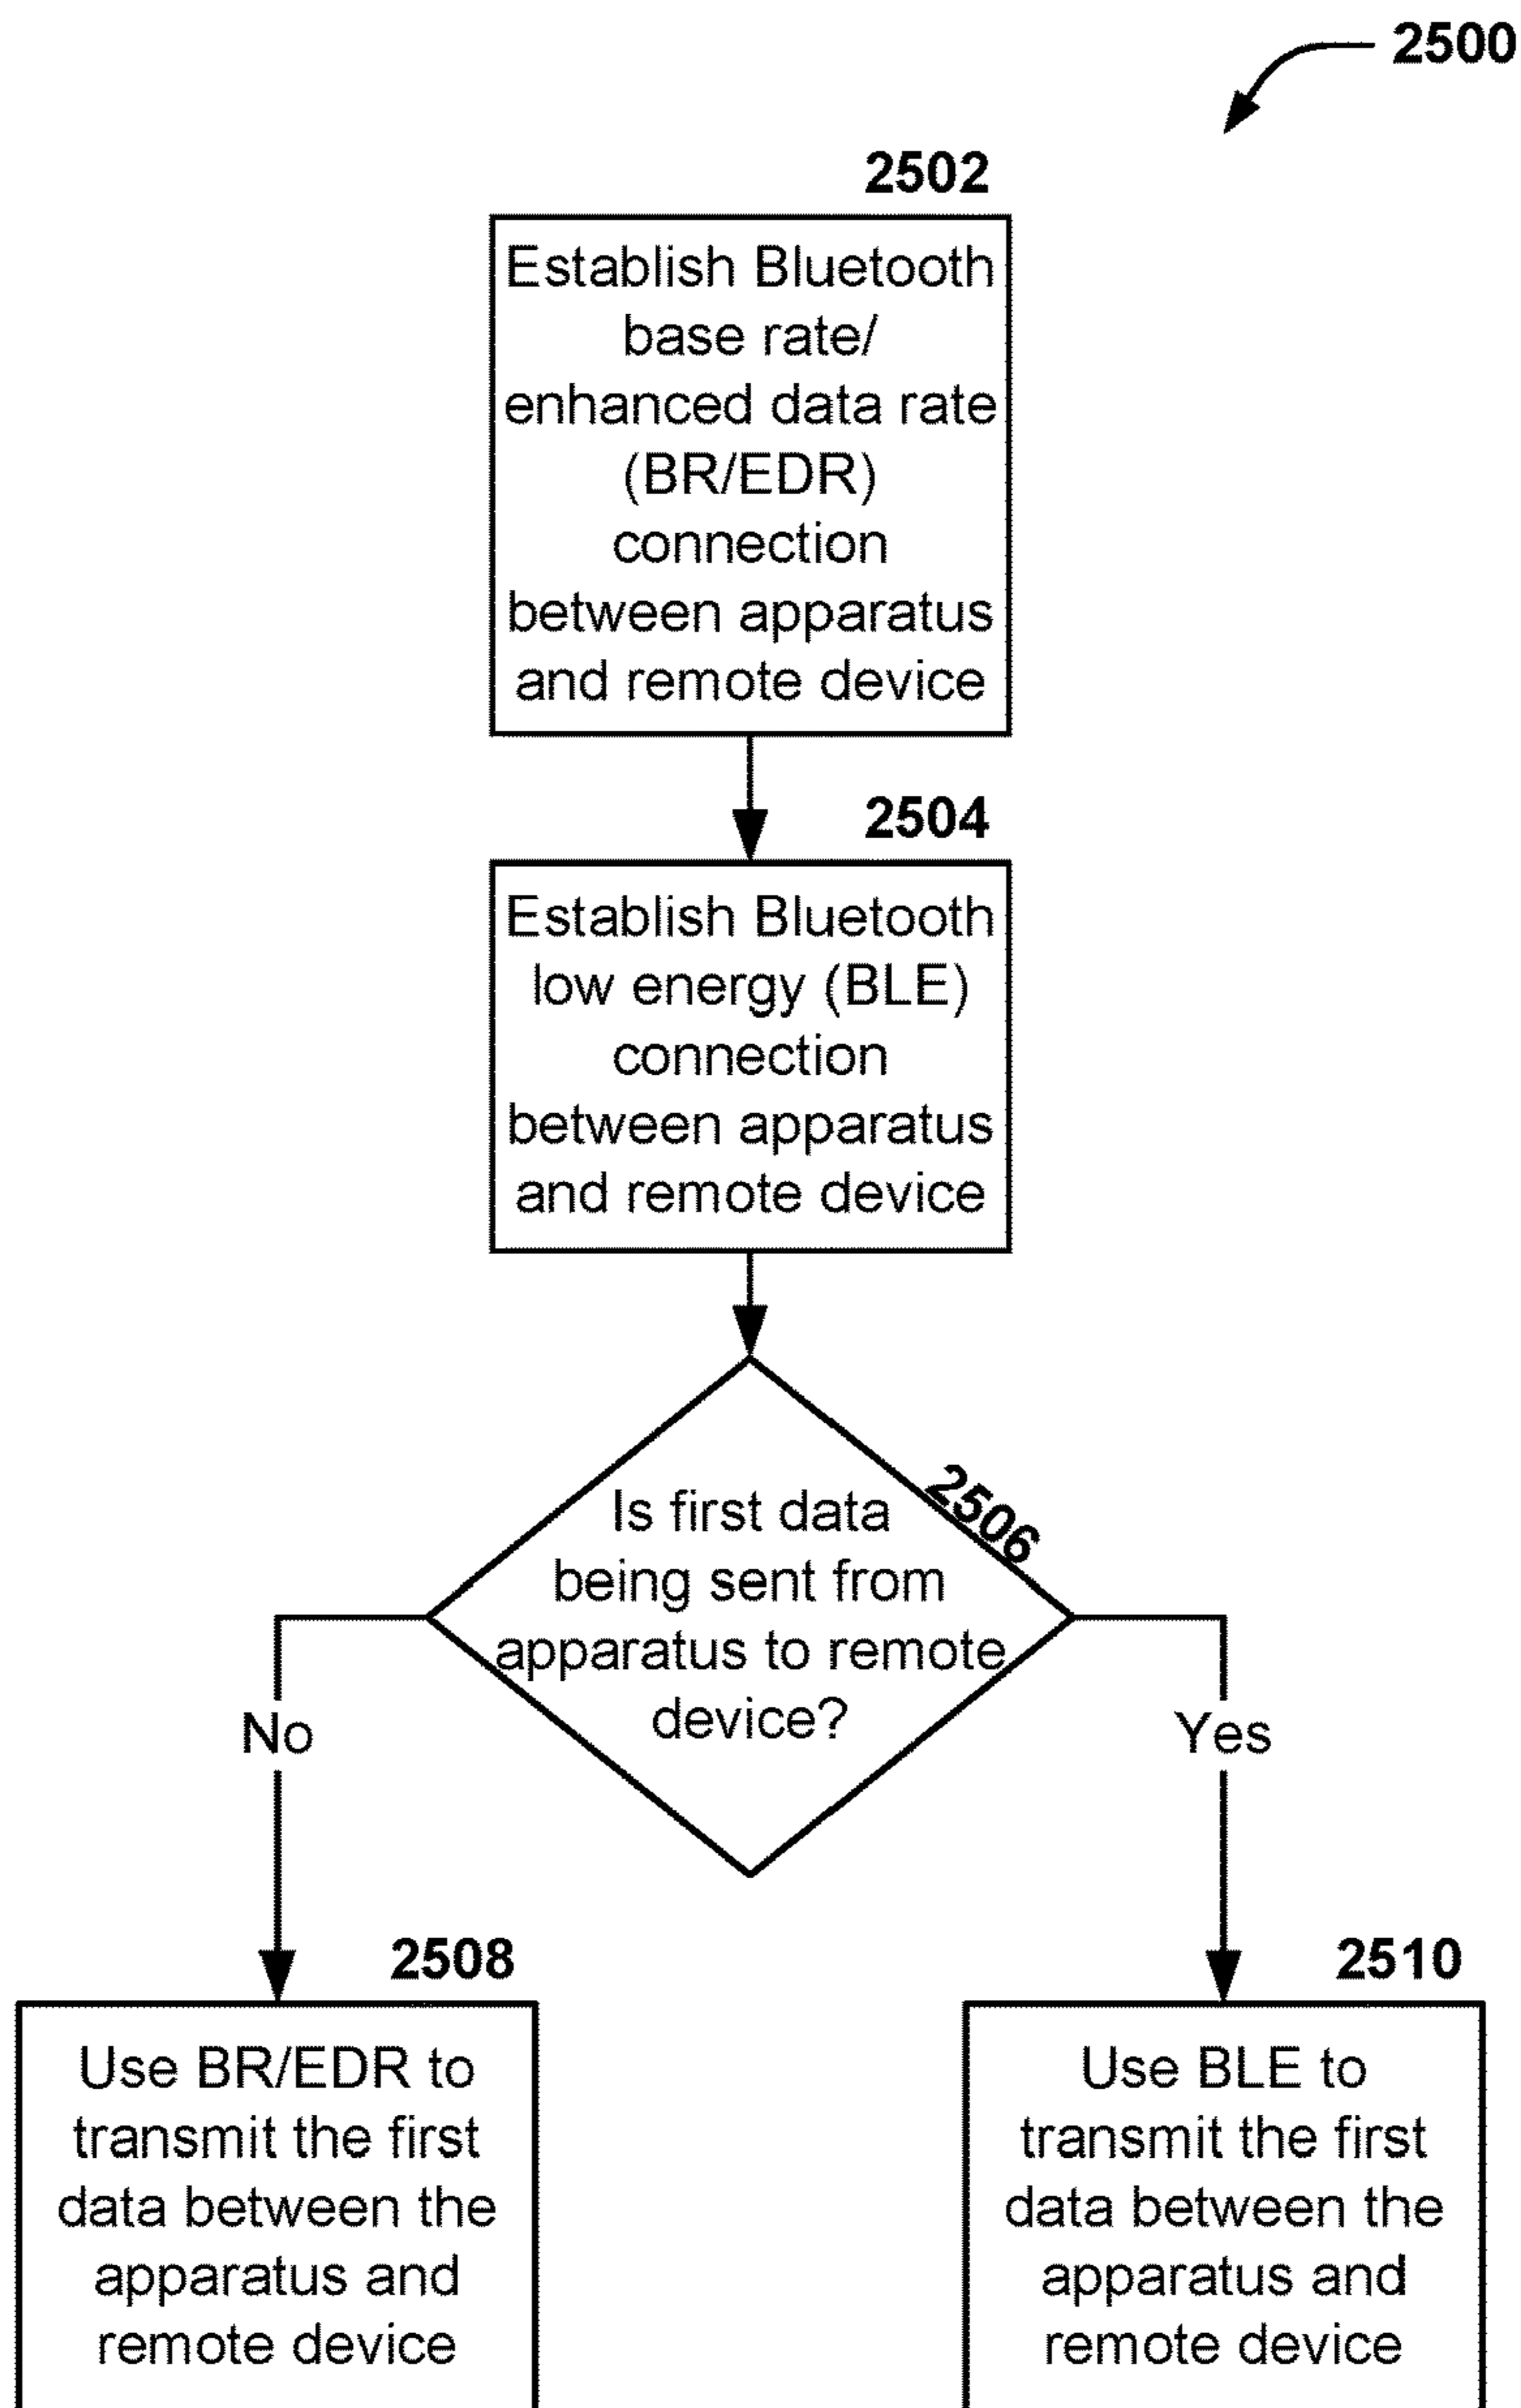 2500
2502
Establish Bluetooth
base rate/
enhanced data rate
(BR/EDR)
connection
between apparatus
and remote device
2504
Establish Bluetooth
low energy (BLE)
connection
between apparatus
and remote device
2506
Is first data
being sent from
apparatus to remote
device?
No
Yes
2508
Use BR/EDR to
transmit the first
data between the
apparatus and
remote device
2510
Use BLE to
transmit the first
data between the
apparatus and
remote device